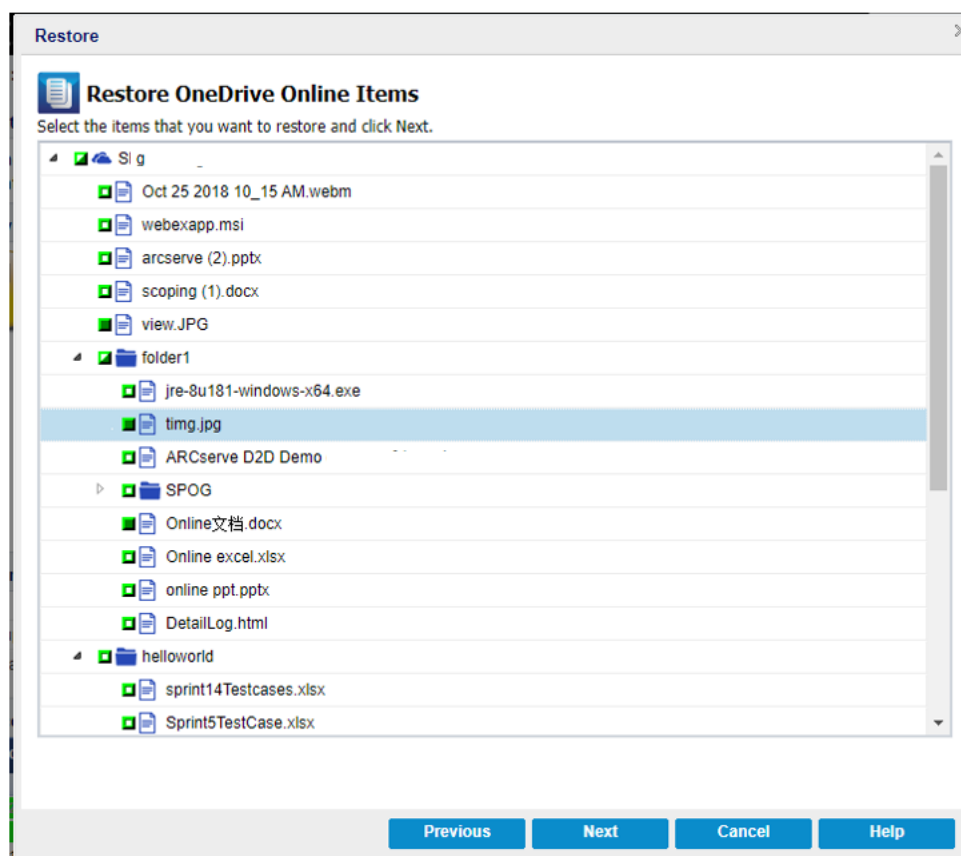 Restore
Restore OneDrive Online Items
Select the items that you want to restore and click Next.
Oct 25 2018 10_15 AM.webm
webexapp.msi
arcserve (2).pptx
scoping (1).docx
view.JPG
folder1
jre-8u181-windows-x64.exe
timg.jpg
ARCserve D2D Demo
SPOG
Online文档.docx
Online excel.xlsx
online ppt.pptx
DetailLog.html
helloworld
sprint14Testcases.xlsx
Sprint5TestCase.xlsx
Previous Next Cancel Help